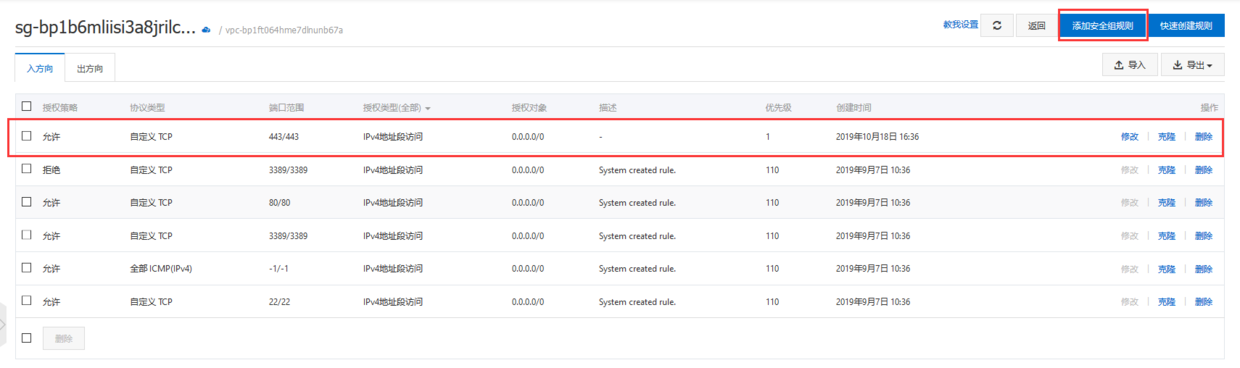 sg-bp1b6mliisi3a8jrilc... / vpc-bp1ft064hme7dlnunb67a 教我设置 返回 添加安全组规则 快速创建规则
入方向 出方向 导入 导出
授权策略 协议类型 端口范围 授权类型(全部) 授权对象 描述 优先级 创建时间 操作
允许 自定义 TCP 443/443 IPv4地址段访问 0.0.0.0/0 - 1 2019年10月18日 16:36 修改 克隆 删除
拒绝 自定义 TCP 3389/3389 IPv4地址段访问 0.0.0.0/0 System created rule. 110 2019年9月7日 10:36 修改 克隆 删除
允许 自定义 TCP 80/80 IPv4地址段访问 0.0.0.0/0 System created rule. 110 2019年9月7日 10:36 修改 克隆 删除
允许 自定义 TCP 3389/3389 IPv4地址段访问 0.0.0.0/0 System created rule. 110 2019年9月7日 10:36 修改 克隆 删除
允许 全部 ICMP(IPv4) -1/-1 IPv4地址段访问 0.0.0.0/0 System created rule. 110 2019年9月7日 10:36 修改 克隆 删除
允许 自定义 TCP 22/22 IPv4地址段访问 0.0.0.0/0 System created rule. 110 2019年9月7日 10:36 修改 克隆 删除
删除